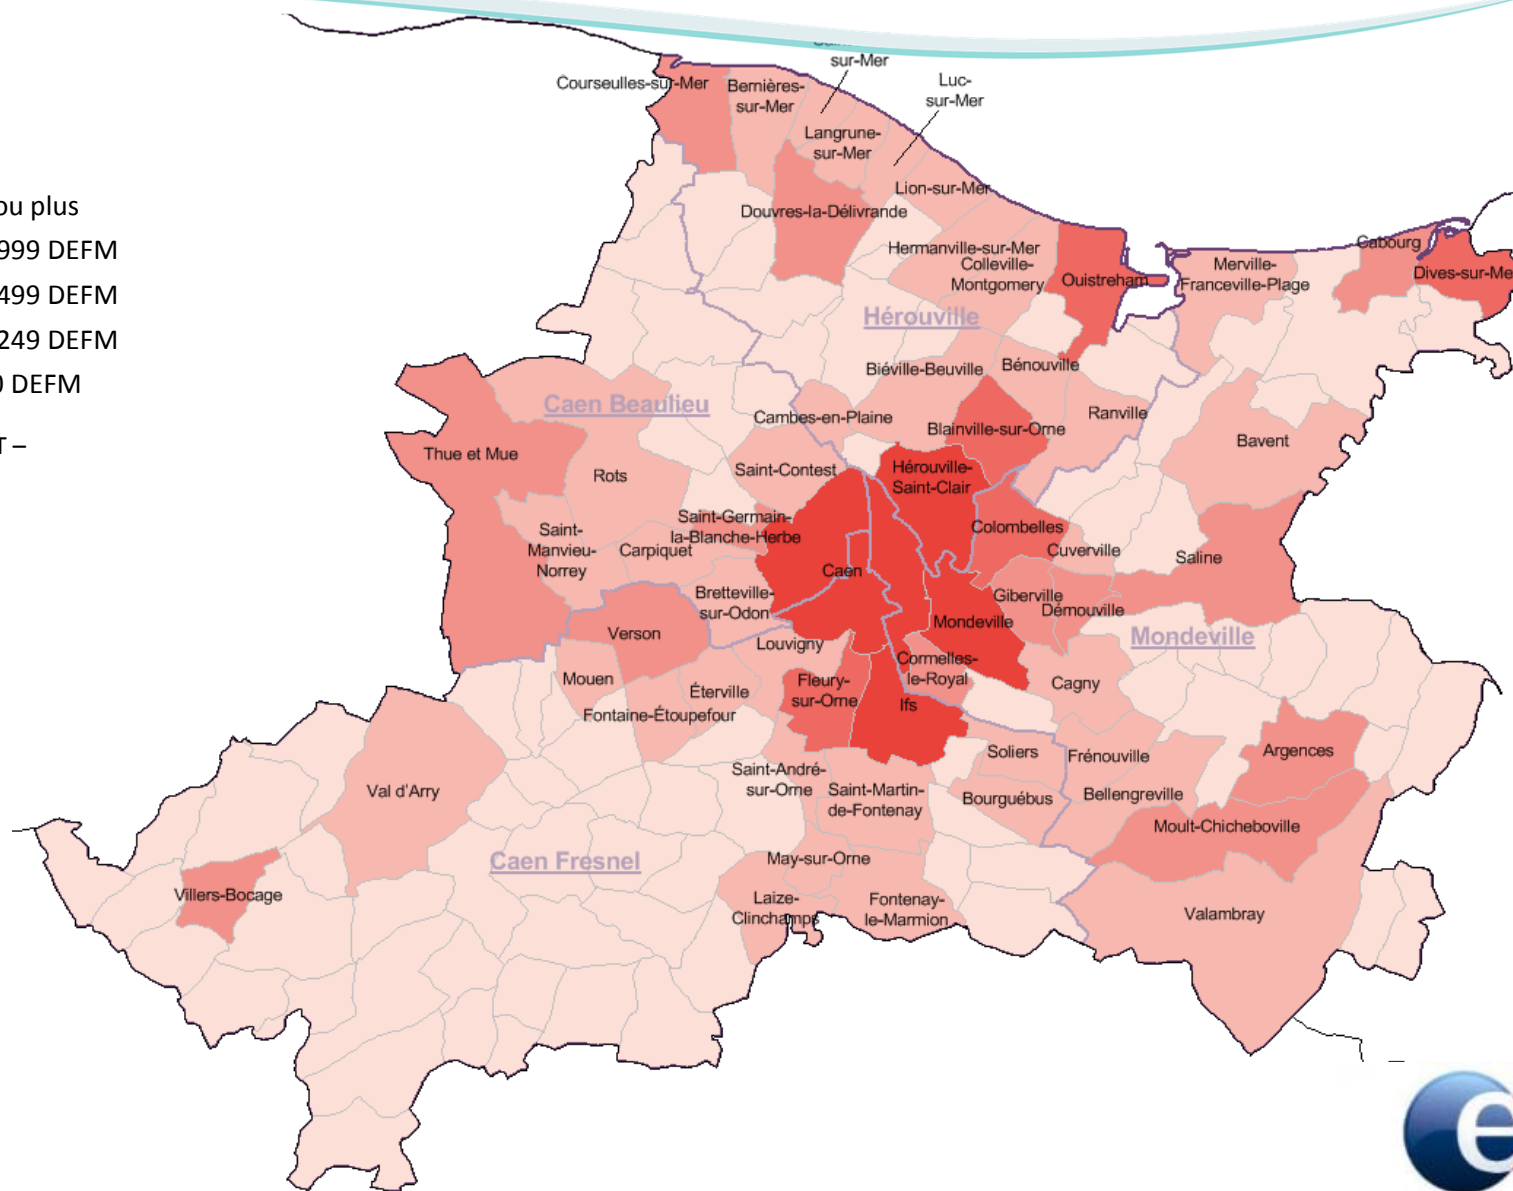 sur-Mer
Courseulles-sur-Mer
Bernières-
sur-Mer
Luc-
sur-Mer
Langrune-
sur-Mer
Lion-sur-Mer
ou plus
Douvres-la-Délivrande
999 DEFM
Hermanville-sur-Mer
Colleville-
Montgomery
Ouistreham
Merville-
Franceville-Plage
Cabourg
Dives-sur-Me
499 DEFM
Hérouville
249 DEFM
Biéville-Beuville
Bénouville
0 DEFM
Caen Beaulieu
Cambes-en-Plaine
Blainville-sur-Orne
Ranville
T –
Bavent
Thue et Mue
Rots
Saint-Contest
Hérouville-
Saint-Clair
Saint-Germain-
la-Blanche-Herbe
Colombelles
Saint-
Manvieu-
Norrey
Carpiquet
Cuverville
Saline
Caen
Bretteville-
sur-Odon
Giberville
Démouville
Mondeville
Verson
Louvigny
Mondeville
Cormelles-
le-Royal
Mouen
Éterville
Fleury-
sur-Orne
Cagny
Fontaine-Étoupefour
Ifs
Soliers
Frénouville
Argences
Saint-André-
sur-Orne
Val d'Arry
Saint-Martin-
de-Fontenay
Bourguébus
Bellengreville
Moult-Chicheboville
Caen Fresnel
May-sur-Orne
Villers-Bocage
Laize-
Clinchamps
Fontenay-
le-Marmion
Valambray
e